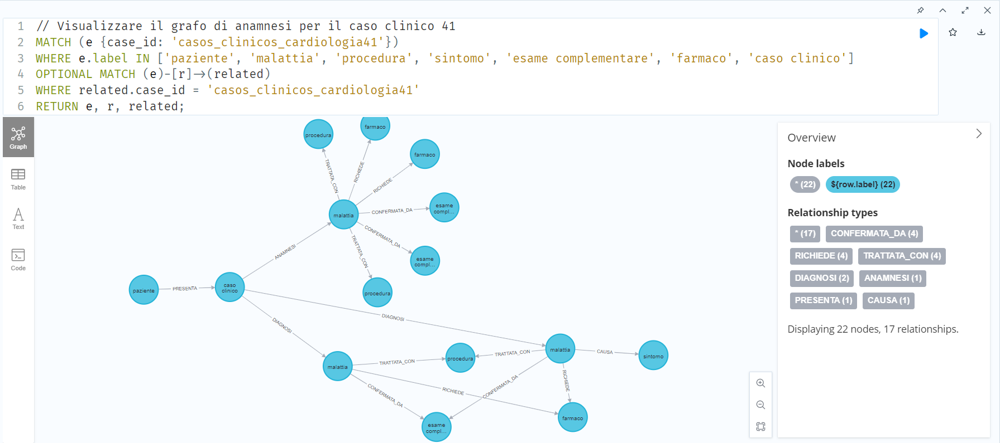 1 // Visualizzare il grafo di anamnesi per il caso clinico 41
2 MATCH (e {case_id: 'casos_clinicos_cardiologia41'})
3 WHERE e.label IN ['paziente', 'malattia', 'procedura', 'sintomo', 'esame complementare', 'farmaco', 'caso clinico']
4 OPTIONAL MATCH (e)-[r]->(related)
5 WHERE related.case_id = 'casos_clinicos_cardiologia41'
6 RETURN e, r, related;
Graph
Table
Text
Code
procedura
farmaco
farmaco
TRATTATA_CON
RICHIEDE
RICHIEDE
malattia
CONFERMATA_DA
esame
compl...
CONFERMATA_DA
TRATTATA_CON
ANAMNESI
esame
compl...
paziente
PRESENTA
caso
clinico
procedura
DIAGNOSI
DIAGNOSI
malattia
TRATTATA_CON
procedura
TRATTATA_CON
malattia
CAUSA
sintomo
CONFERMATA_DA
RICHIEDE
CONFERMATA_DA
RICHIEDE
esame
compl...
farmaco
Overview
Node labels
* (22) ${row.label} (22)
Relationship types
* (17) CONFERMATA_DA (4)
RICHIEDE (4) TRATTATA_CON (4)
DIAGNOSI (2) ANAMNESI (1)
PRESENTA (1) CAUSA (1)
Displaying 22 nodes, 17 relationships.